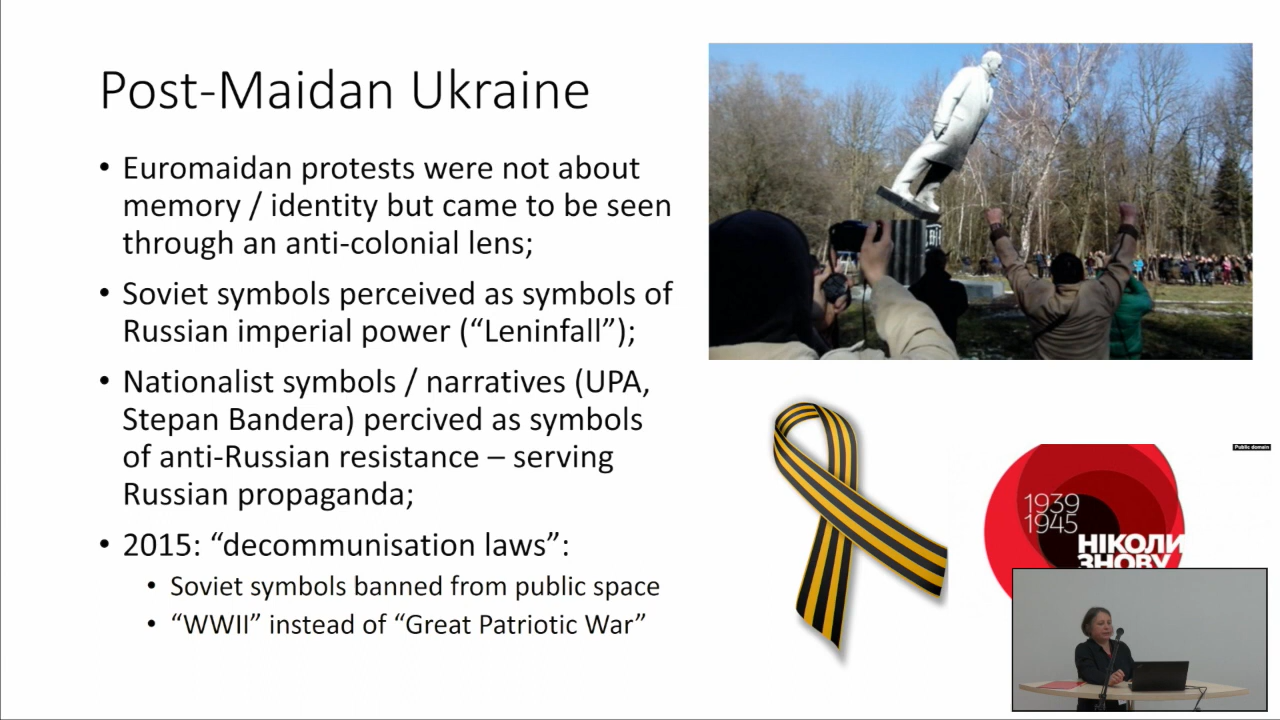 Post-Maidan Ukraine
• Euromaidan protests were not about
memory / identity but came to be seen
through an anti-colonial lens;
• Soviet symbols perceived as symbols of
Russian imperial power (“Leninfall”);
• Nationalist symbols / narratives (UPA,
Stepan Bandera) percived as symbols
of anti-Russian resistance – serving
Russian propaganda;
• 2015: “decommunisation laws”:
• Soviet symbols banned from public space
• “WWII” instead of “Great Patriotic War”
Public domain
1939
1945
НІКОЛИ
ЗНОВУ